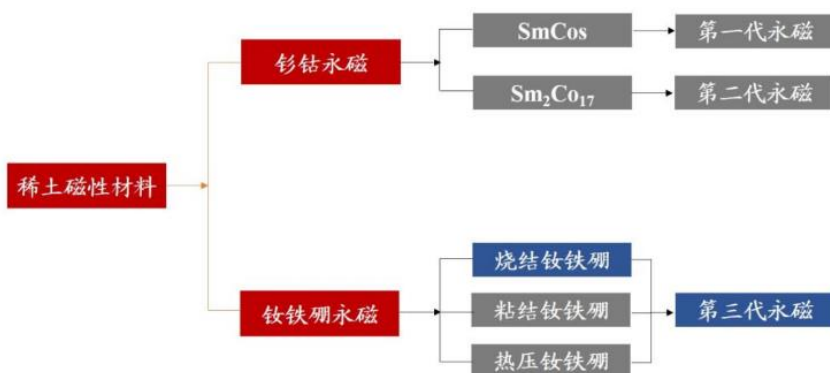 稀土磁性材料
钐钴永磁
SmCos
第一代永磁
Sm₂Co₁₇
第二代永磁
钕铁硼永磁
烧结钕铁硼
粘结钕铁硼
热压钕铁硼
第三代永磁